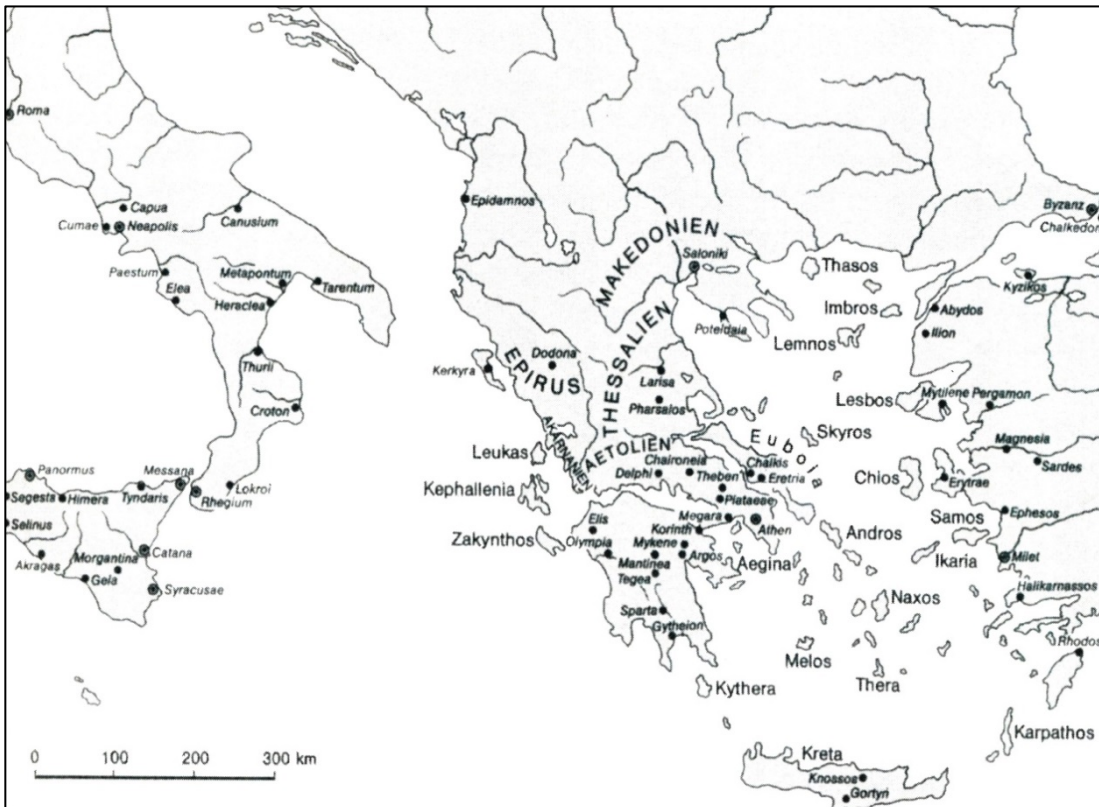 Roma
Capua
Cumae
Neapolis
Canusium
Paestum
Elea
Metapontum
Tarentum
Heraclea
Thurii
Croton
Panormus
Messana
Segesta
Himera
Tyndaris
Rhegium
Lokroi
Selinus
Akragas
Morgantina
Catana
Gela
Syracusae
0 100 200 300 km
Epidamnos
MAKEDONIEN
Saloniki
Poteidaia
THESSALIEN
EPIRUS
Dodona
Kerkyra
Larisa
Pharsalos
AKARNANIEN
AETOLIEN
Leukas
Kephallenia
Zakynthos
Delphi
Chaironeia
Theben
Chalkis
Eretria
Euboia
Plataeae
Megara
Athen
Elis
Olympia
Korinth
Mykene
Argos
Mantinea
Tegea
Aegina
Sparta
Gytheion
Kythera
Kreta
Knossos
Gortyn
Thasos
Imbros
Lemnos
Lesbos
Skyros
Chios
Andros
Samos
Ikaria
Naxos
Melos
Thera
Karpathos
Byzanz
Chalkedon
Kyzikos
Abydos
Ilion
Mytilene
Pergamon
Magnesia
Sardes
Erytrae
Ephesos
Milet
Halikarnassos
Rhodos